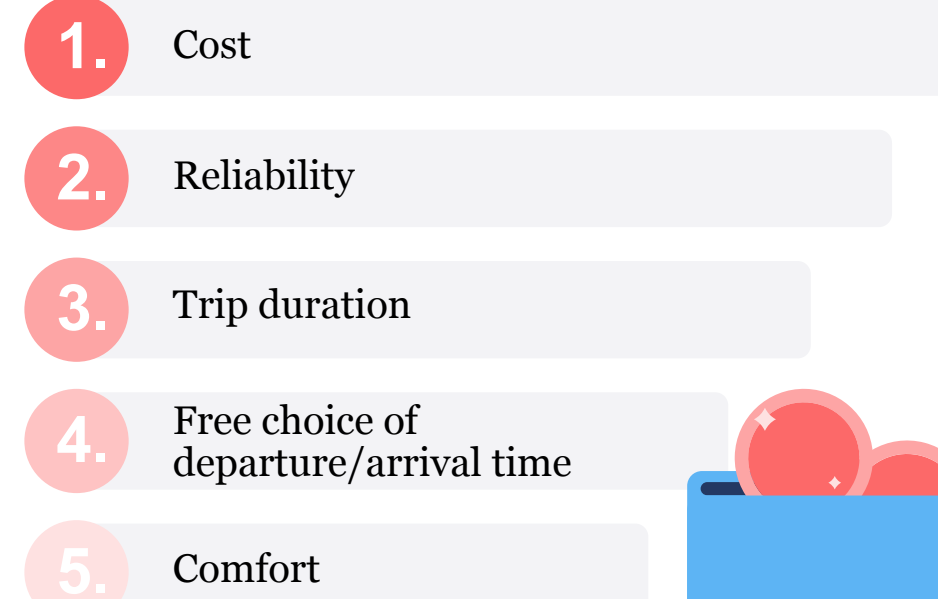 1. Cost
2. Reliability
3. Trip duration
4. Free choice of
departure/arrival time
5. Comfort